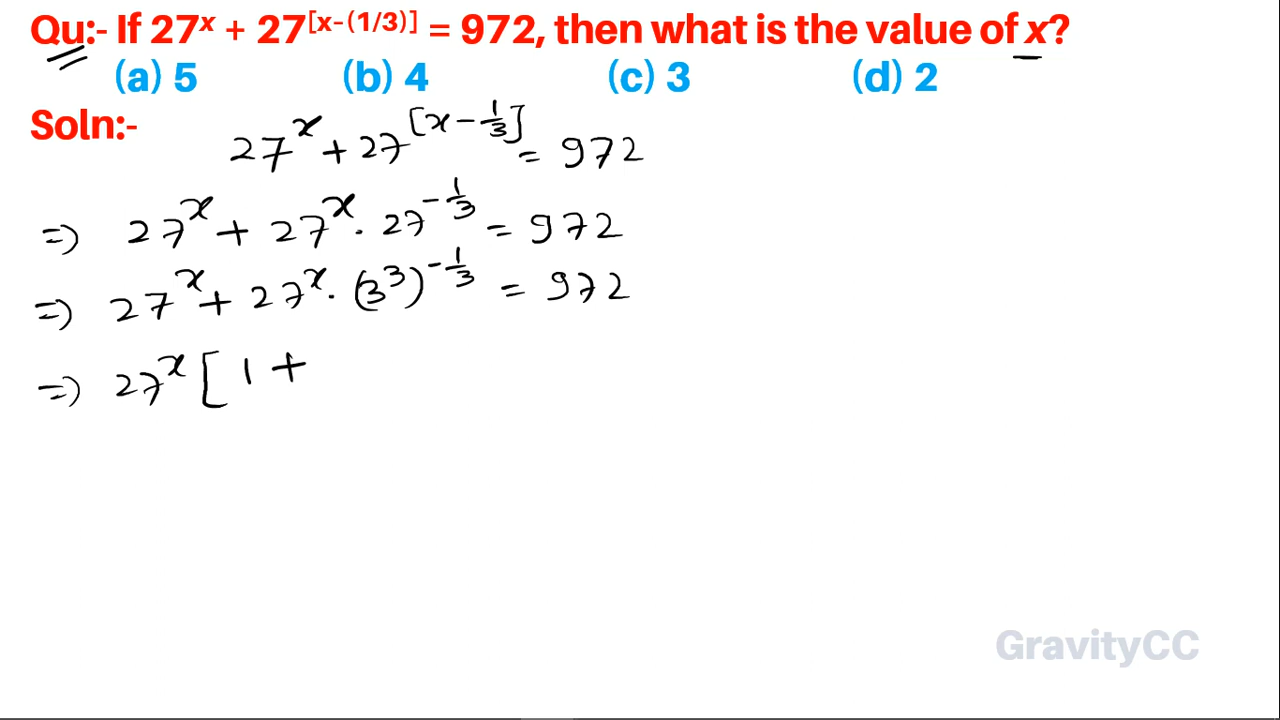 Qu:- If 27ˣ + 27^[x–(1/3)] = 972, then what is the value of x?
(a) 5 (b) 4 (c) 3 (d) 2
Soln:-
27^x + 27^[x – 1/3] = 972
=> 27^x + 27^x . 27^–1/3 = 972
=> 27^x + 27^x . (3^3)^–1/3 = 972
=> 27^x [ 1 +
GravityCC